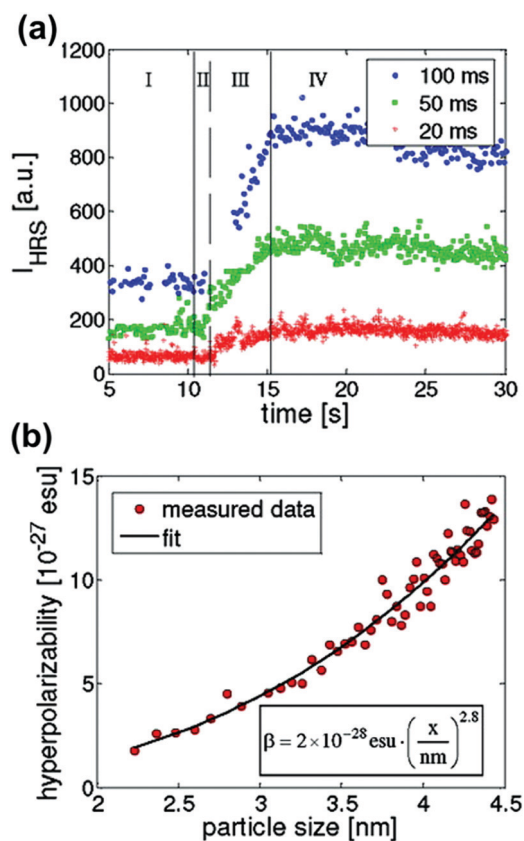 (a)
1200
1000
800
600
400
200
0
I_HRS [a.u.]
I II III IV
100 ms
50 ms
20 ms
5 10 15 20 25 30
time [s]
(b)
15
10
5
0
hyperpolarizability [10^-27 esu]
measured data
fit
β = 2×10^-28 esu · (x/nm)^2.8
2 2.5 3 3.5 4 4.5
particle size [nm]